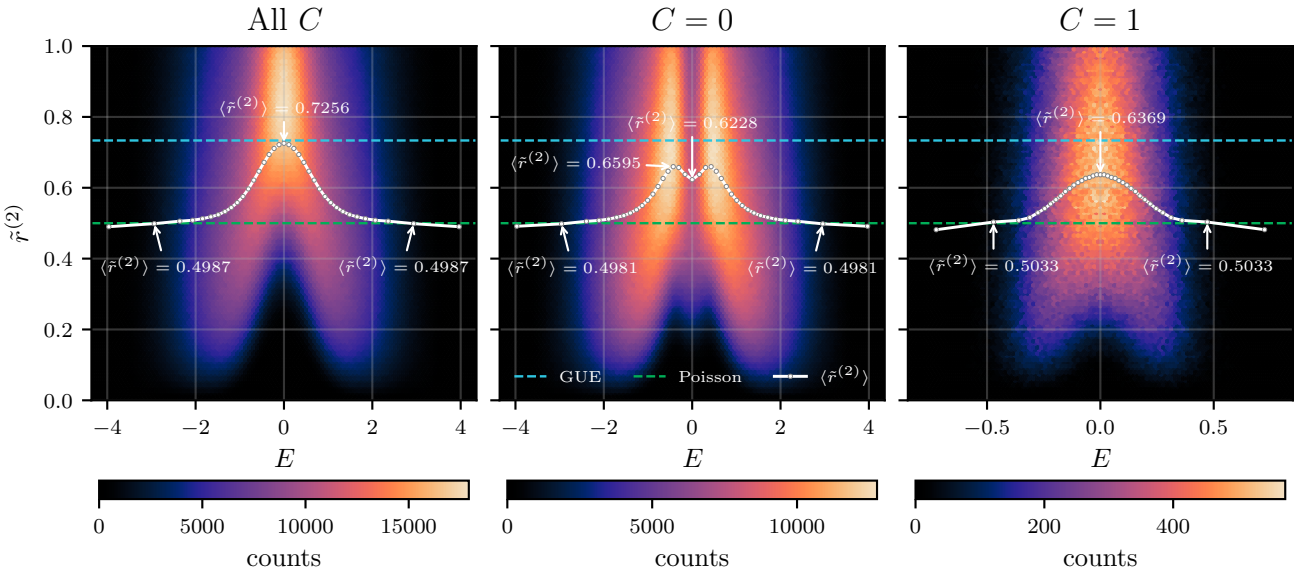 All C
C = 0
C = 1
r̃⁽²⁾
1.0
0.8
0.6
0.4
0.2
0.0
⟨r̃⁽²⁾⟩ = 0.7256
⟨r̃⁽²⁾⟩ = 0.4987
⟨r̃⁽²⁾⟩ = 0.4987
⟨r̃⁽²⁾⟩ = 0.6228
⟨r̃⁽²⁾⟩ = 0.6595
⟨r̃⁽²⁾⟩ = 0.4981
⟨r̃⁽²⁾⟩ = 0.4981
GUE
Poisson
⟨r̃⁽²⁾⟩
⟨r̃⁽²⁾⟩ = 0.6369
⟨r̃⁽²⁾⟩ = 0.5033
⟨r̃⁽²⁾⟩ = 0.5033
−4 −2 0 2 4
−4 −2 0 2 4
−0.5 0.0 0.5
E
E
E
0 5000 10000 15000
0 5000 10000
0 200 400
counts
counts
counts